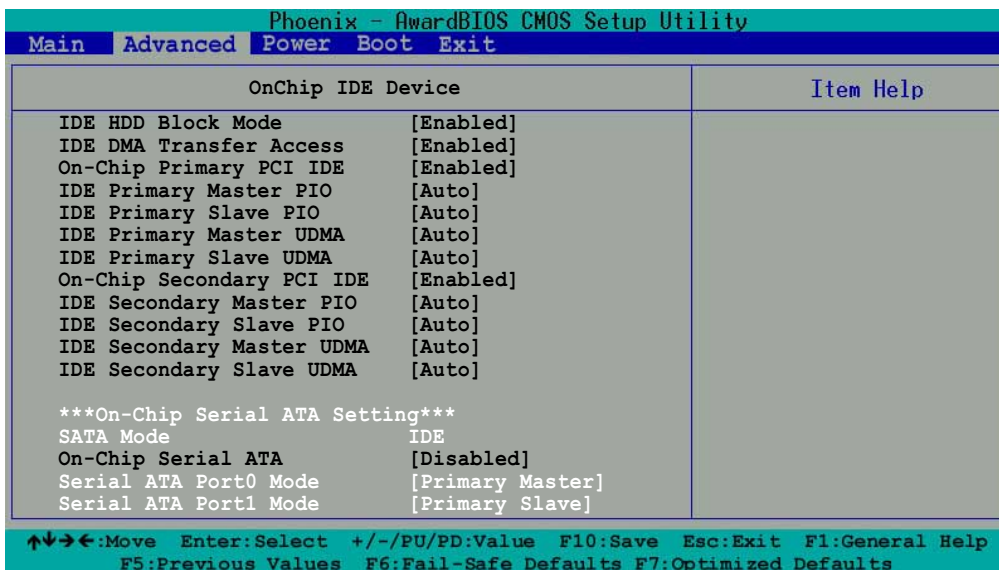 Phoenix - AwardBIOS CMOS Setup Utility
Main Advanced Power Boot Exit
OnChip IDE Device Item Help
IDE HDD Block Mode [Enabled]
IDE DMA Transfer Access [Enabled]
On-Chip Primary PCI IDE [Enabled]
IDE Primary Master PIO [Auto]
IDE Primary Slave PIO [Auto]
IDE Primary Master UDMA [Auto]
IDE Primary Slave UDMA [Auto]
On-Chip Secondary PCI IDE [Enabled]
IDE Secondary Master PIO [Auto]
IDE Secondary Slave PIO [Auto]
IDE Secondary Master UDMA [Auto]
IDE Secondary Slave UDMA [Auto]
***On-Chip Serial ATA Setting***
SATA Mode IDE
On-Chip Serial ATA [Disabled]
Serial ATA Port0 Mode [Primary Master]
Serial ATA Port1 Mode [Primary Slave]
↑↓→←:Move Enter:Select +/-/PU/PD:Value F10:Save Esc:Exit F1:General Help
F5:Previous Values F6:Fail-Safe Defaults F7:Optimized Defaults